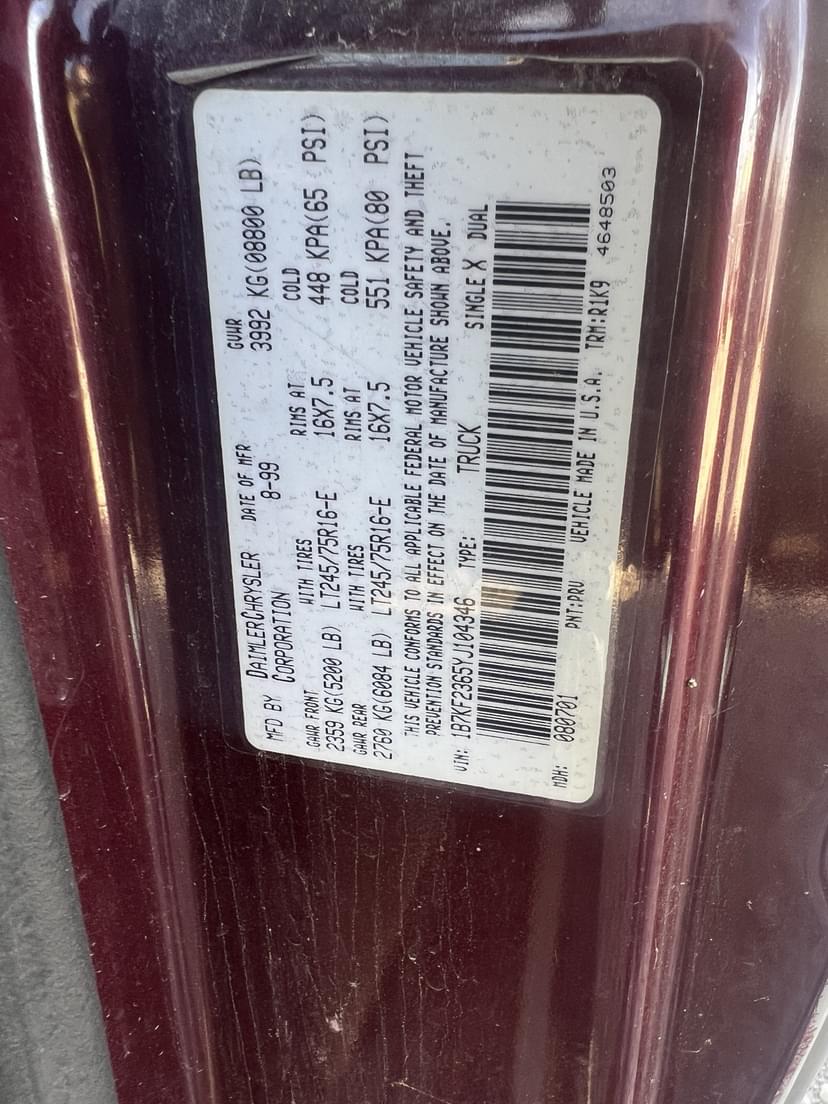 MFD BY DAIMLERCHRYSLER DATE OF MFR GVWR
CORPORATION 8-99 3992 KG(08800 LB)
GAWR FRONT WITH TIRES RIMS AT COLD
2359 KG(5200 LB) LT245/75R16-E 16X7.5 448 KPA(65 PSI)
GAWR REAR WITH TIRES RIMS AT COLD
2760 KG(6084 LB) LT245/75R16-E 16X7.5 551 KPA(80 PSI)
THIS VEHICLE CONFORMS TO ALL APPLICABLE FEDERAL MOTOR VEHICLE SAFETY AND THEFT
PREVENTION STANDARDS IN EFFECT ON THE DATE OF MANUFACTURE SHOWN ABOVE.
VIN: 1B7KF2365YJ104346 TYPE: TRUCK SINGLE X DUAL
MDH: 080701 PNT:PRV VEHICLE MADE IN U.S.A. TRM:R1K9 4648503